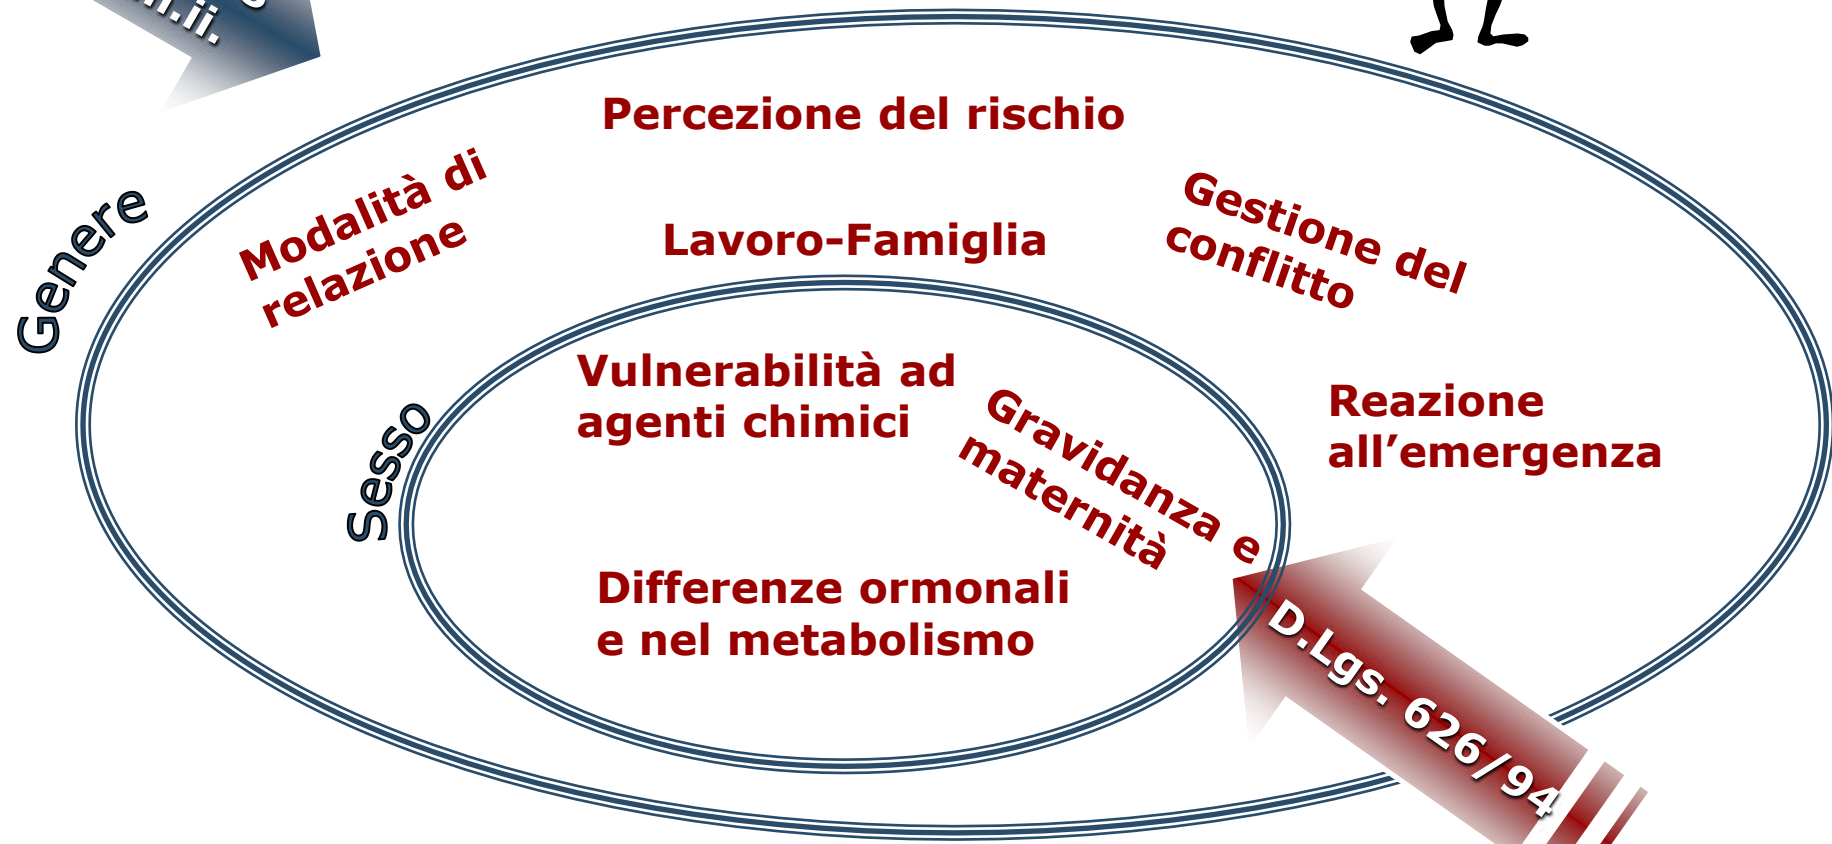 ii.
Percezione del rischio
Modalità di
relazione
Gestione del
conflitto
Genere
Lavoro-Famiglia
Vulnerabilità ad
agenti chimici
Gravidanza e
maternità
Reazione
all’emergenza
Sesso
Differenze ormonali
e nel metabolismo
D.Lgs. 626/94